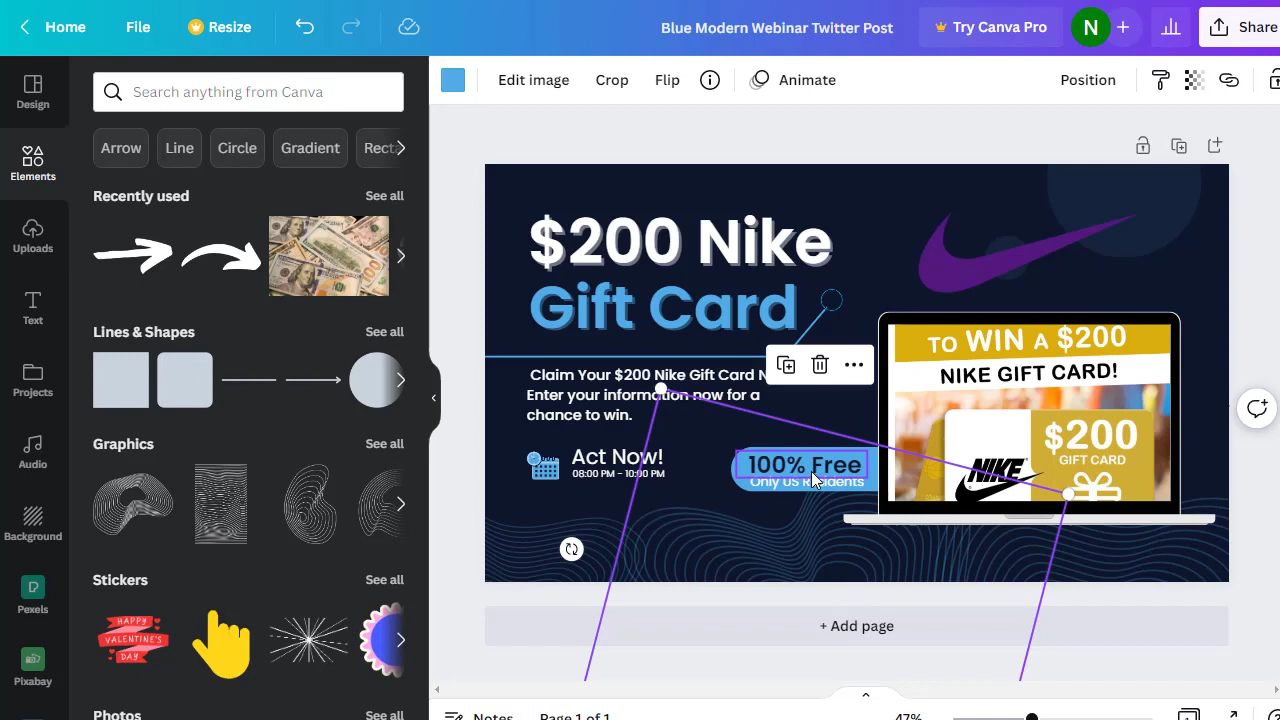 Home
File
Resize
Blue Modern Webinar Twitter Post
Try Canva Pro
N
Share
Design
Elements
Uploads
Text
Projects
Audio
Background
Pexels
Pixabay
Search anything from Canva
Arrow
Line
Circle
Gradient
Recently used
See all
Lines & Shapes
See all
Graphics
See all
Stickers
See all
HAPPY
VALENTINE'S
DAY
Photos
See all
Edit image
Crop
Flip
Animate
Position
$200 Nike
Gift Card
Claim Your $200 Nike Gift Card
Enter your information now for a
chance to win.
Act Now!
08:00 PM - 10:00 PM
100% Free
Only US Residents
TO WIN A $200
NIKE GIFT CARD!
NIKE
$200
GIFT CARD
+ Add page
Notes
Page 1 of 1
47%